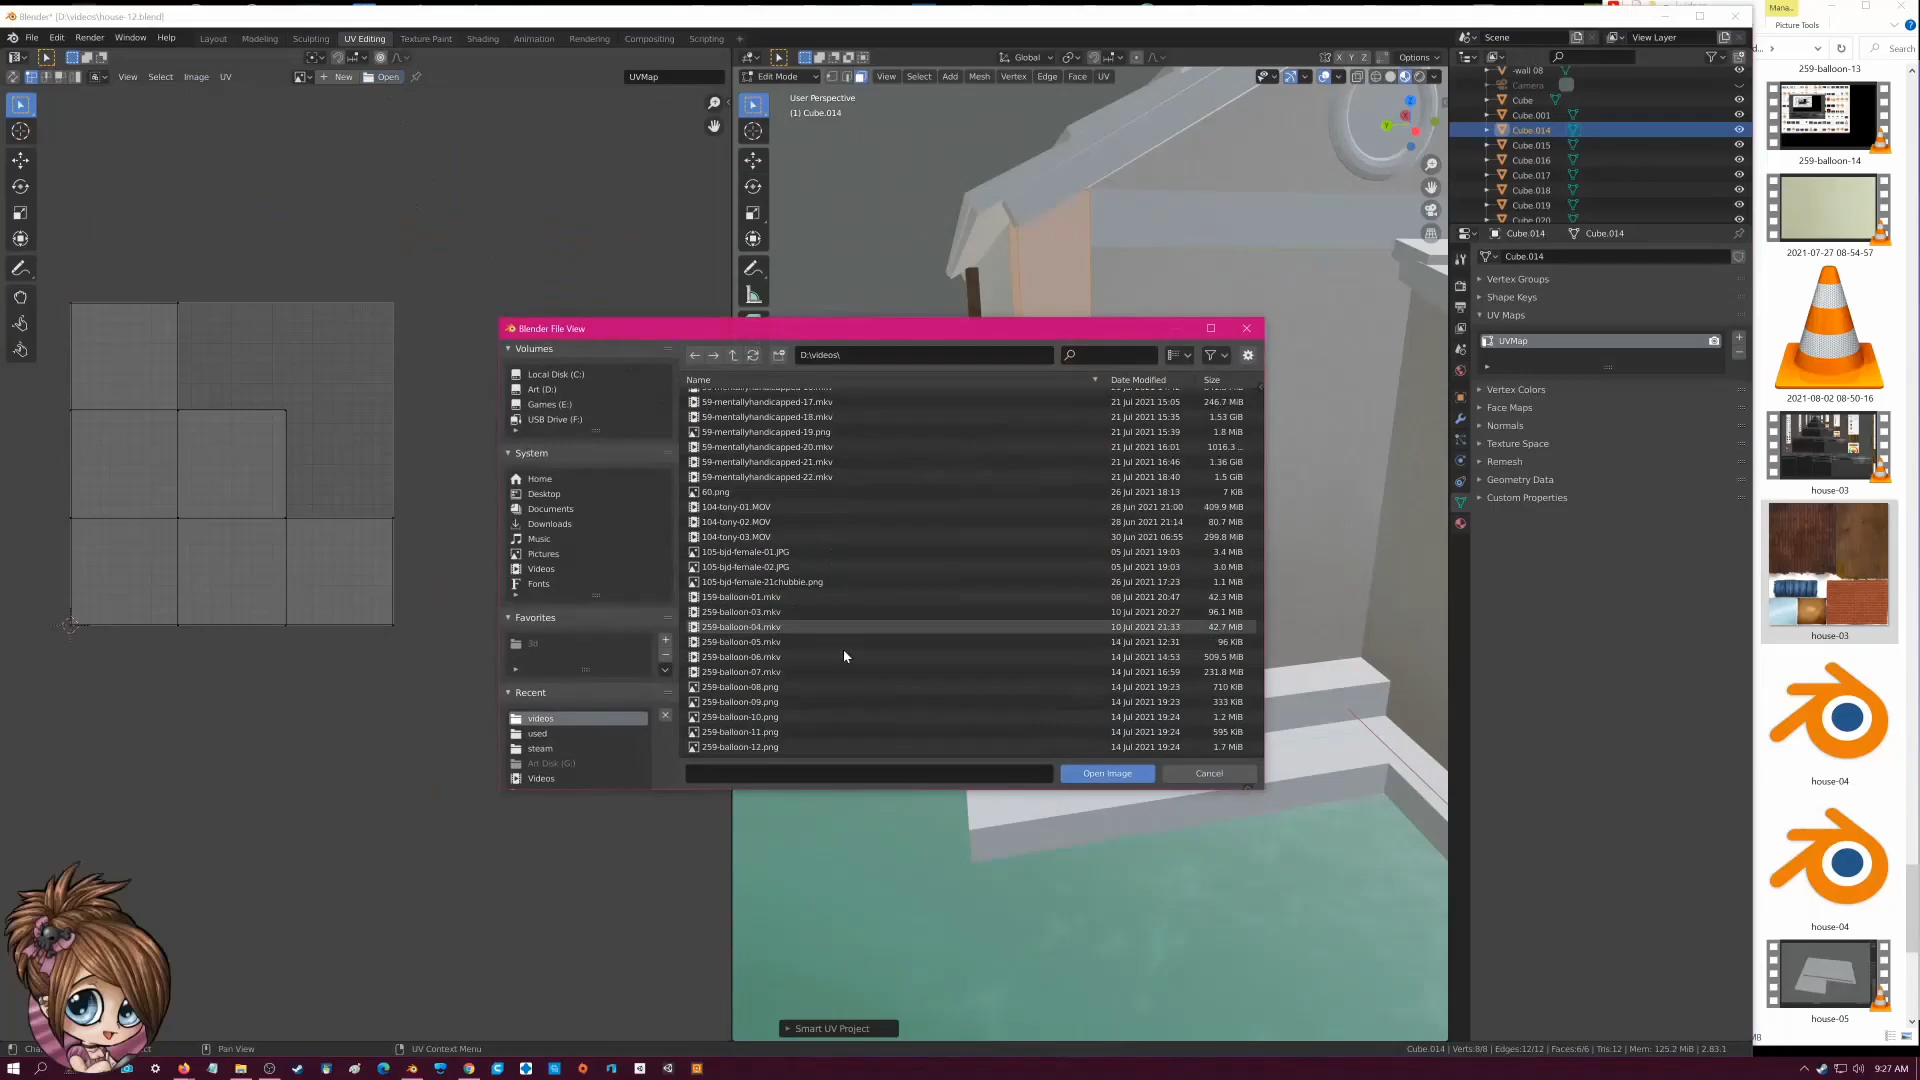 Blender* [D:\videos\house-12.blend]
File Edit Render Window Help
Layout Modeling Sculpting UV Editing Texture Paint Shading Animation Rendering Compositing Scripting +
Scene
View Layer
View Select Image UV
New
Open
UVMap
Global
X Y Z
Options
Edit Mode
View Select Add Mesh Vertex Edge Face UV
User Perspective
(1) Cube.014
-wall 08
Camera
Cube
Cube.001
Cube.014
Cube.015
Cube.016
Cube.017
Cube.018
Cube.019
Cube.020
Cube.014
Cube.014
Cube.014
Vertex Groups
Shape Keys
UV Maps
UVMap
Vertex Colors
Face Maps
Normals
Texture Space
Remesh
Geometry Data
Custom Properties
Blender File View
Volumes
Local Disk (C:)
Art (D:)
Games (E:)
USB Drive (F:)
System
Home
Desktop
Documents
Downloads
Music
Pictures
Videos
Fonts
Favorites
3d
Recent
videos
used
steam
Art Disk (G:)
Videos
D:\videos\
Name Date Modified Size
59-mentallyhandicapped-17.mkv 21 Jul 2021 15:05 246.7 MiB
59-mentallyhandicapped-18.mkv 21 Jul 2021 15:35 1.53 GiB
59-mentallyhandicapped-19.png 21 Jul 2021 15:39 1.8 MiB
59-mentallyhandicapped-20.mkv 21 Jul 2021 16:01 1016.3 ..
59-mentallyhandicapped-21.mkv 21 Jul 2021 16:46 1.36 GiB
59-mentallyhandicapped-22.mkv 21 Jul 2021 18:40 1.5 GiB
60.png 26 Jul 2021 18:13 7 KiB
104-tony-01.MOV 28 Jun 2021 21:00 409.9 MiB
104-tony-02.MOV 28 Jun 2021 21:14 80.7 MiB
104-tony-03.MOV 30 Jun 2021 06:55 299.8 MiB
105-bjd-female-01.JPG 05 Jul 2021 19:03 3.4 MiB
105-bjd-female-02.JPG 05 Jul 2021 19:03 3.0 MiB
105-bjd-female-21chubbie.png 26 Jul 2021 17:23 1.1 MiB
159-balloon-01.mkv 08 Jul 2021 20:47 42.3 MiB
259-balloon-03.mkv 10 Jul 2021 20:27 96.1 MiB
259-balloon-04.mkv 10 Jul 2021 21:33 42.7 MiB
259-balloon-05.mkv 14 Jul 2021 12:31 96 KiB
259-balloon-06.mkv 14 Jul 2021 14:53 509.5 MiB
259-balloon-07.mkv 14 Jul 2021 16:59 231.8 MiB
259-balloon-08.png 14 Jul 2021 19:23 710 KiB
259-balloon-09.png 14 Jul 2021 19:23 333 KiB
259-balloon-10.png 14 Jul 2021 19:24 1.2 MiB
259-balloon-11.png 14 Jul 2021 19:24 595 KiB
259-balloon-12.png 14 Jul 2021 19:24 1.7 MiB
Open Image
Cancel
Smart UV Project
Pan View
UV Context Menu
Cube.014 | Verts:8/8 | Edges:12/12 | Faces:6/6 | Tris:12 | Mem: 125.2 MiB | 2.83.1
Mana...
Picture Tools
Search
259-balloon-13
259-balloon-14
2021-07-27 08-54-57
2021-08-02 08-50-16
house-03
house-03
house-04
house-04
house-05
9:27 AM